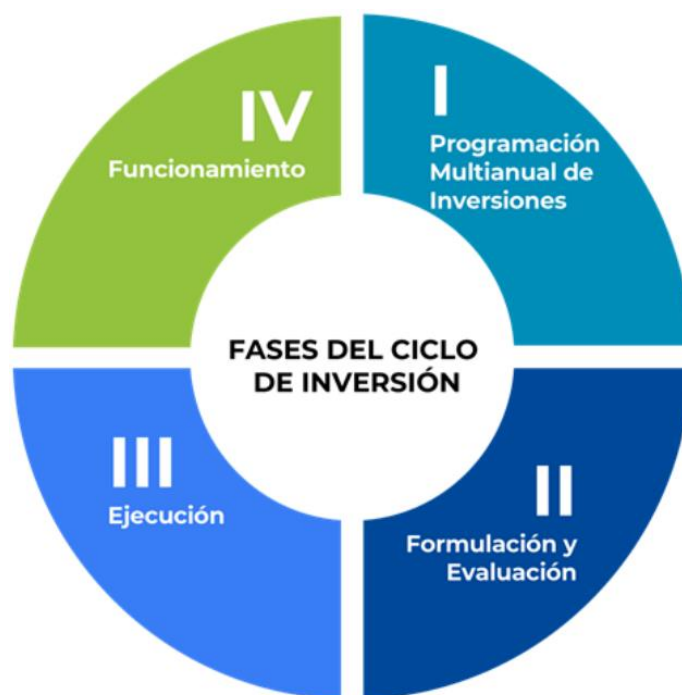 I
Programación
Multianual de
Inversiones
II
Formulación y
Evaluación
III
Ejecución
IV
Funcionamiento
FASES DEL CICLO
DE INVERSIÓN